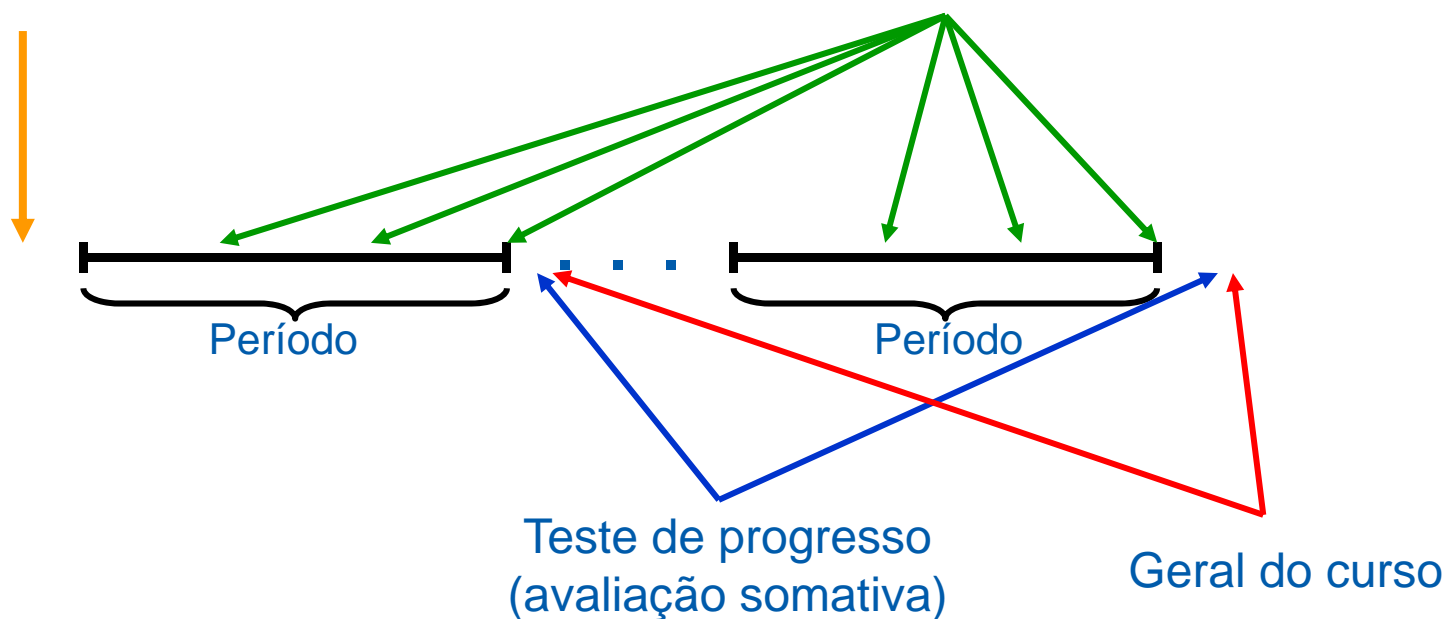 Período
Período
Teste de progresso
(avaliação somativa)
Geral do curso